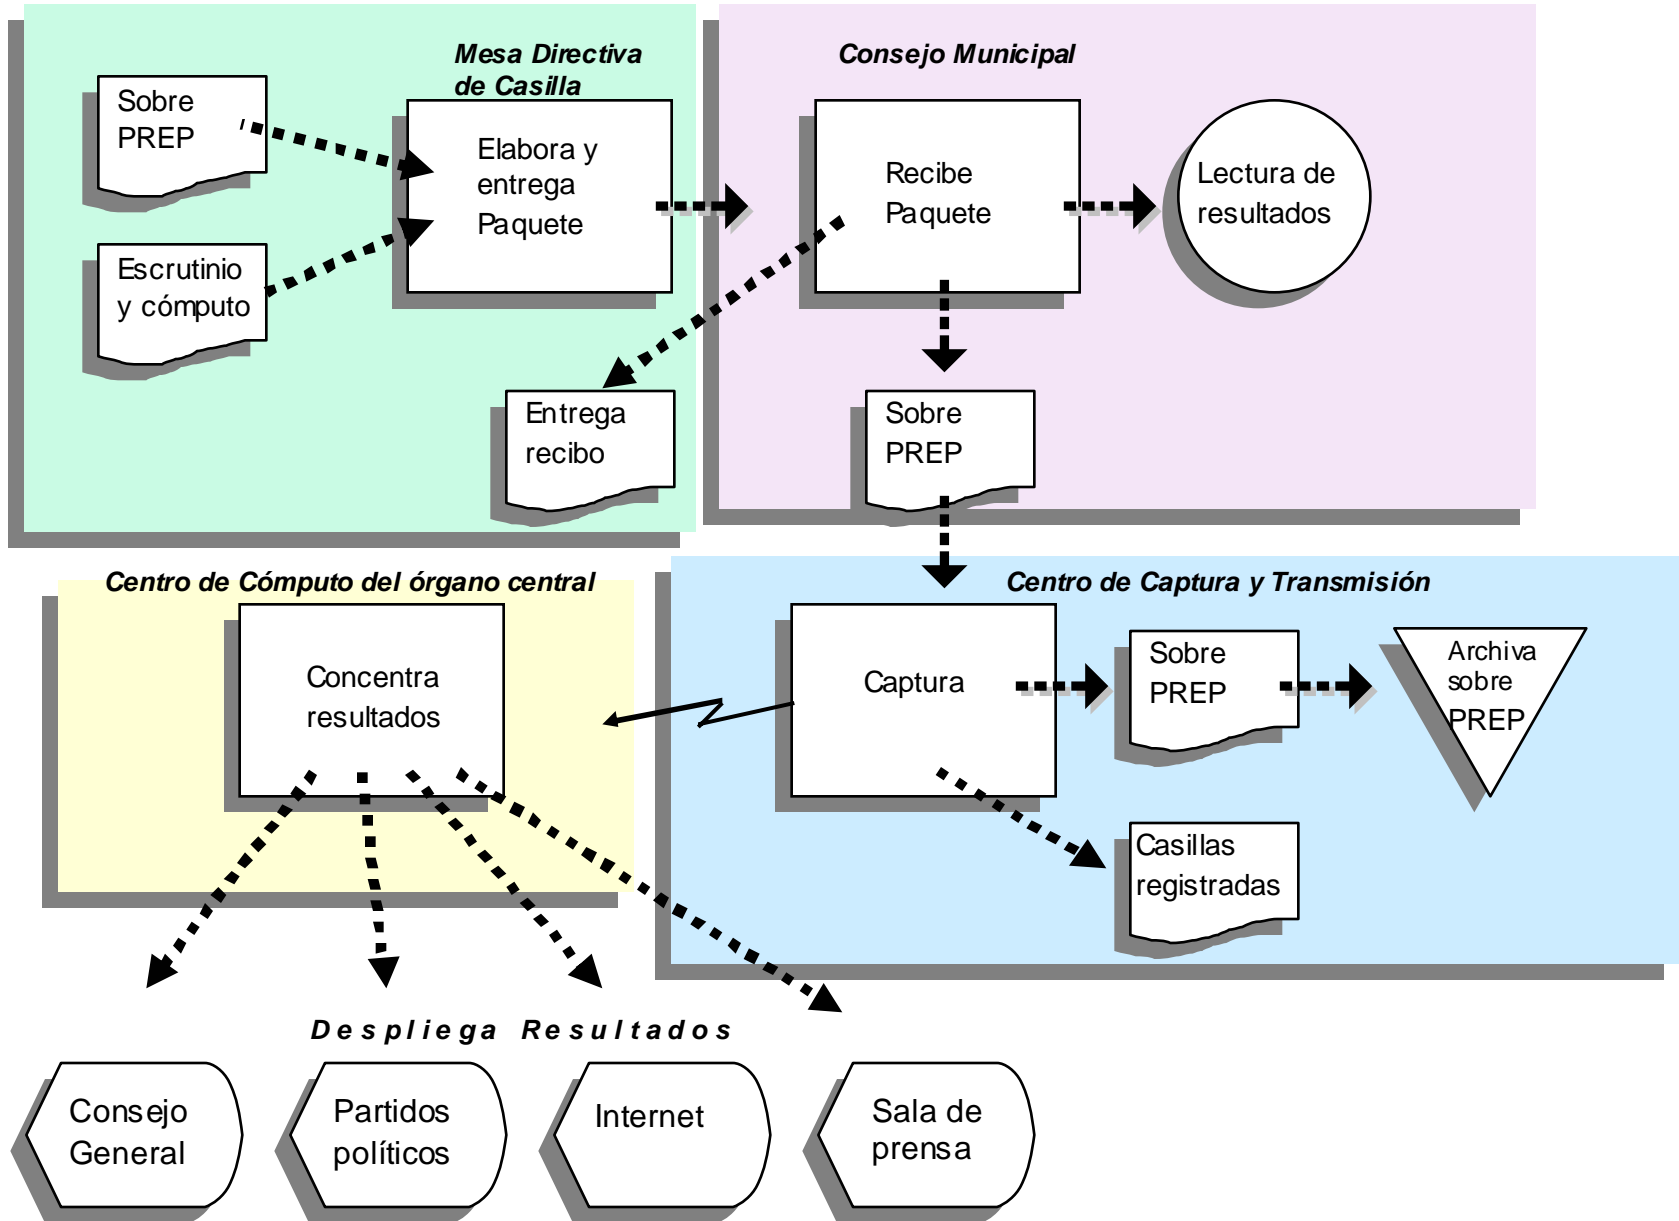 Mesa Directiva
de Casilla
Sobre
PREP
Elabora y
entrega
Paquete
Escrutinio
y cómputo
Entrega
recibo
Consejo Municipal
Recibe
Paquete
Lectura de
resultados
Sobre
PREP
Centro de Cómputo del órgano central
Concentra
resultados
Centro de Captura y Transmisión
Captura
Sobre
PREP
Archiva
sobre
PREP
Casillas
registradas
Despliega Resultados
Consejo
General
Partidos
políticos
Internet
Sala de
prensa